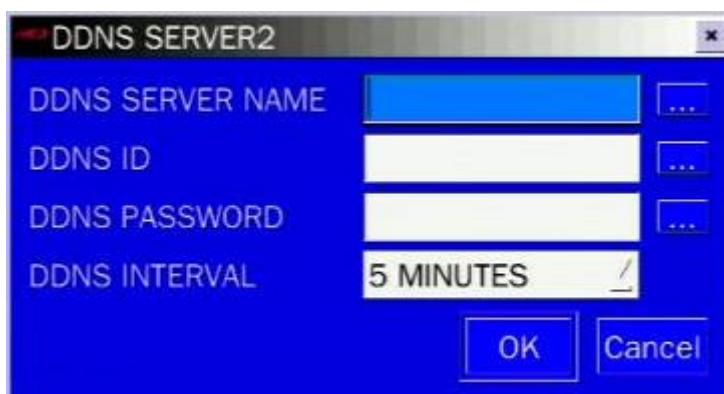 DDNS SERVER2
DDNS SERVER NAME ...
DDNS ID ...
DDNS PASSWORD ...
DDNS INTERVAL 5 MINUTES
OK Cancel